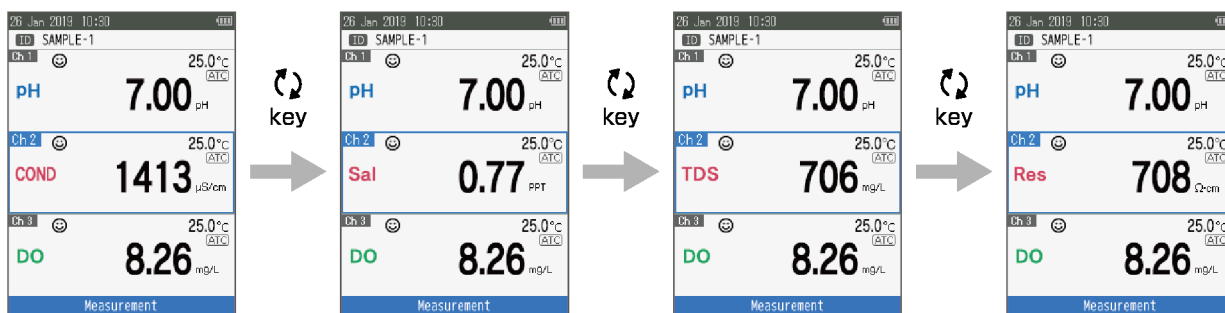 26 Jan 2019 10:30
ID SAMPLE-1
Ch 1 25.0°C
ATC
pH 7.00 pH
Ch 2 25.0°C
ATC
COND 1413 µS/cm
Ch 3 25.0°C
ATC
DO 8.26 mg/L
Measurement
key
26 Jan 2019 10:30
ID SAMPLE-1
Ch 1 25.0°C
ATC
pH 7.00 pH
Ch 2 25.0°C
ATC
Sal 0.77 PPT
Ch 3 25.0°C
ATC
DO 8.26 mg/L
Measurement
key
26 Jan 2019 10:30
ID SAMPLE-1
Ch 1 25.0°C
ATC
pH 7.00 pH
Ch 2 25.0°C
ATC
TDS 706 mg/L
Ch 3 25.0°C
ATC
DO 8.26 mg/L
Measurement
key
26 Jan 2019 10:30
ID SAMPLE-1
Ch 1 25.0°C
ATC
pH 7.00 pH
Ch 2 25.0°C
ATC
Res 708 Ω·cm
Ch 3 25.0°C
ATC
DO 8.26 mg/L
Measurement